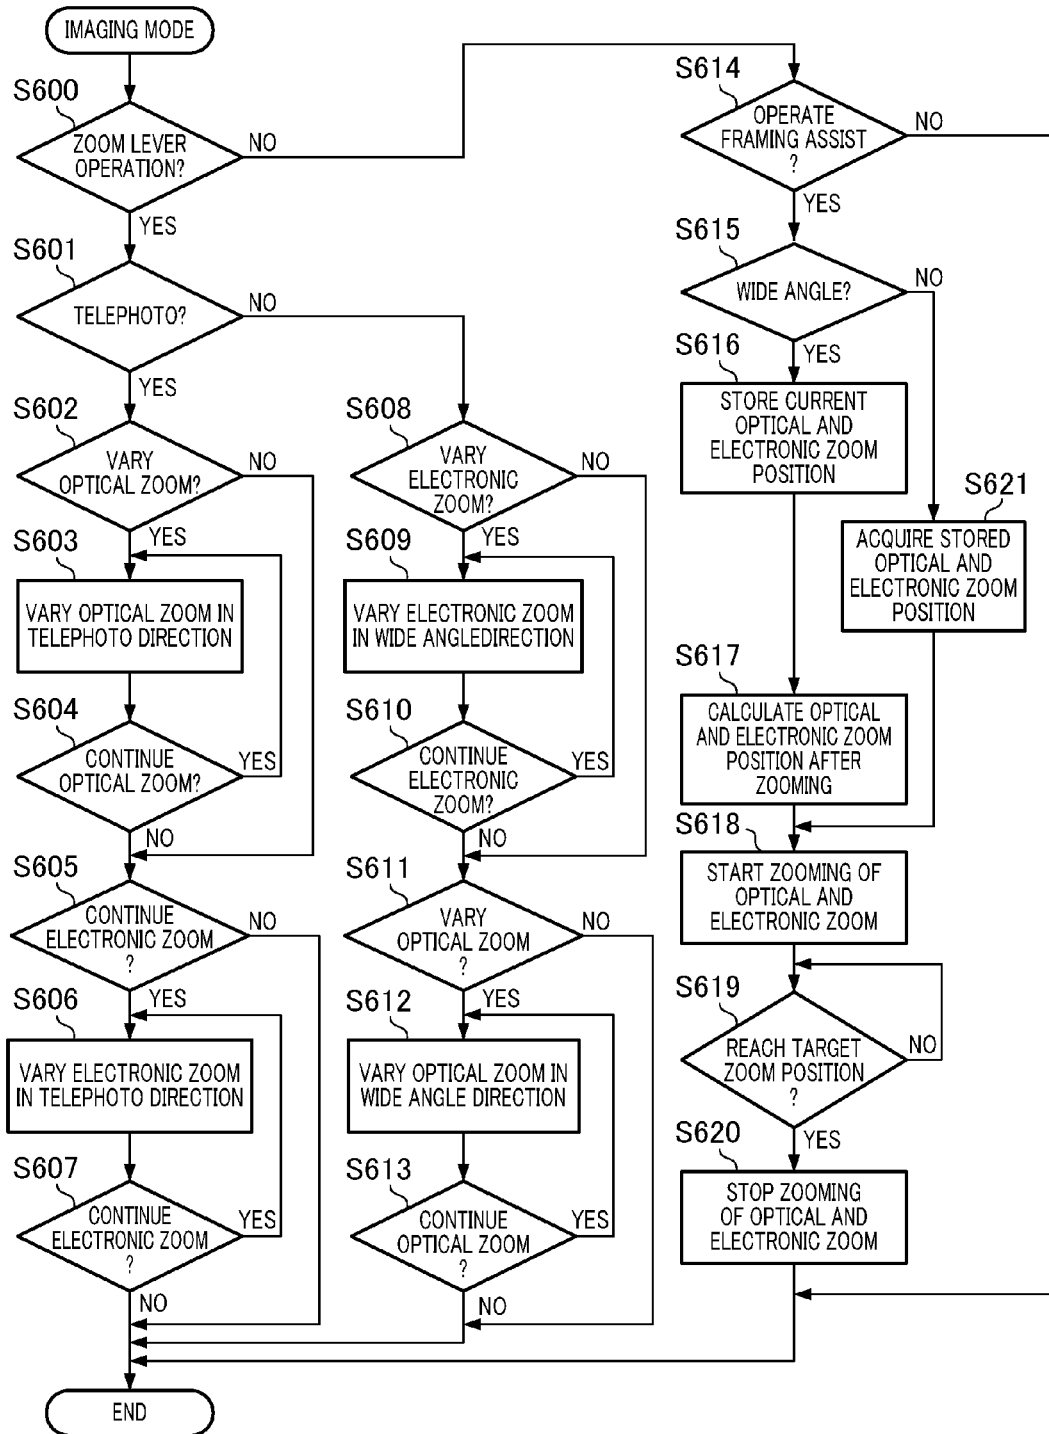 IMAGING MODE
S600
ZOOM LEVER
OPERATION?
NO
YES
S601
TELEPHOTO?
NO
YES
S602
VARY
OPTICAL ZOOM?
NO
YES
S603
VARY OPTICAL ZOOM IN
TELEPHOTO DIRECTION
S604
CONTINUE
OPTICAL ZOOM?
YES
NO
S605
CONTINUE
ELECTRONIC ZOOM
?
NO
YES
S606
VARY ELECTRONIC ZOOM
IN TELEPHOTO DIRECTION
S607
CONTINUE
ELECTRONIC ZOOM
?
YES
NO
END
S608
VARY
ELECTRONIC
ZOOM?
NO
YES
S609
VARY ELECTRONIC ZOOM
IN WIDE ANGLEDIRECTION
S610
CONTINUE
ELECTRONIC
ZOOM?
YES
NO
S611
VARY
OPTICAL ZOOM
?
NO
YES
S612
VARY OPTICAL ZOOM IN
WIDE ANGLE DIRECTION
S613
CONTINUE
OPTICAL ZOOM
?
YES
NO
S614
OPERATE
FRAMING ASSIST
?
NO
YES
S615
WIDE ANGLE?
NO
YES
S616
STORE CURRENT
OPTICAL AND
ELECTRONIC ZOOM
POSITION
S621
ACQUIRE STORED
OPTICAL AND
ELECTRONIC ZOOM
POSITION
S617
CALCULATE OPTICAL
AND ELECTRONIC ZOOM
POSITION AFTER
ZOOMING
S618
START ZOOMING OF
OPTICAL AND
ELECTRONIC ZOOM
S619
REACH TARGET
ZOOM POSITION
?
NO
YES
S620
STOP ZOOMING
OF OPTICAL AND
ELECTRONIC ZOOM